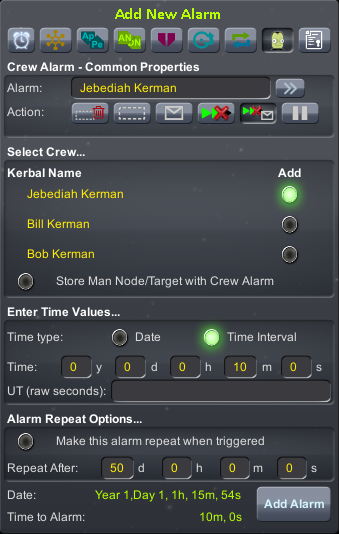 Add New Alarm
Ap
Pe
AN
DN
Crew Alarm - Common Properties
Alarm: Jebediah Kerman
Action:
Select Crew...
Kerbal Name Add
Jebediah Kerman
Bill Kerman
Bob Kerman
Store Man Node/Target with Crew Alarm
Enter Time Values...
Time type: Date Time Interval
Time: 0 y 0 d 0 h 10 m 0 s
UT (raw seconds):
Alarm Repeat Options...
Make this alarm repeat when triggered
Repeat After: 50 d 0 h 0 m 0 s
Date: Year 1,Day 1, 1h, 15m, 54s
Time to Alarm: 10m, 0s
Add Alarm